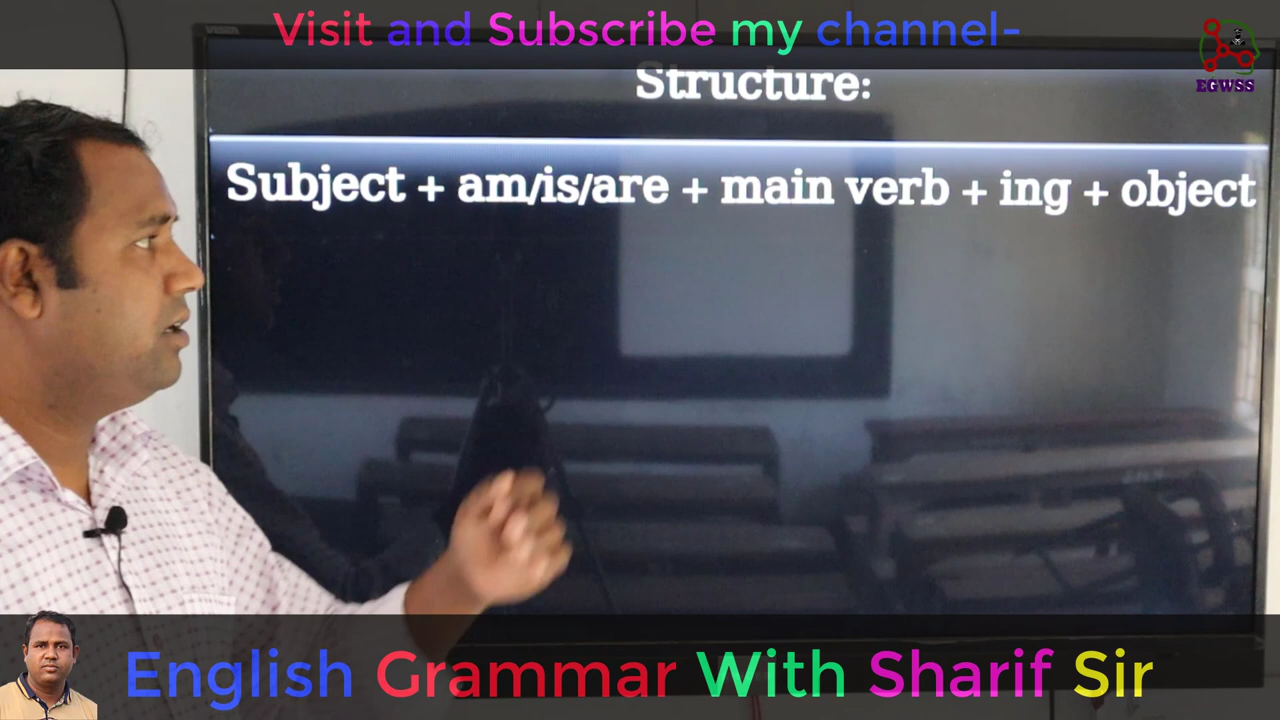 Visit and Subscribe my channel-
EGWSS
Structure:
Subject + am/is/are + main verb + ing + object
English Grammar With Sharif Sir